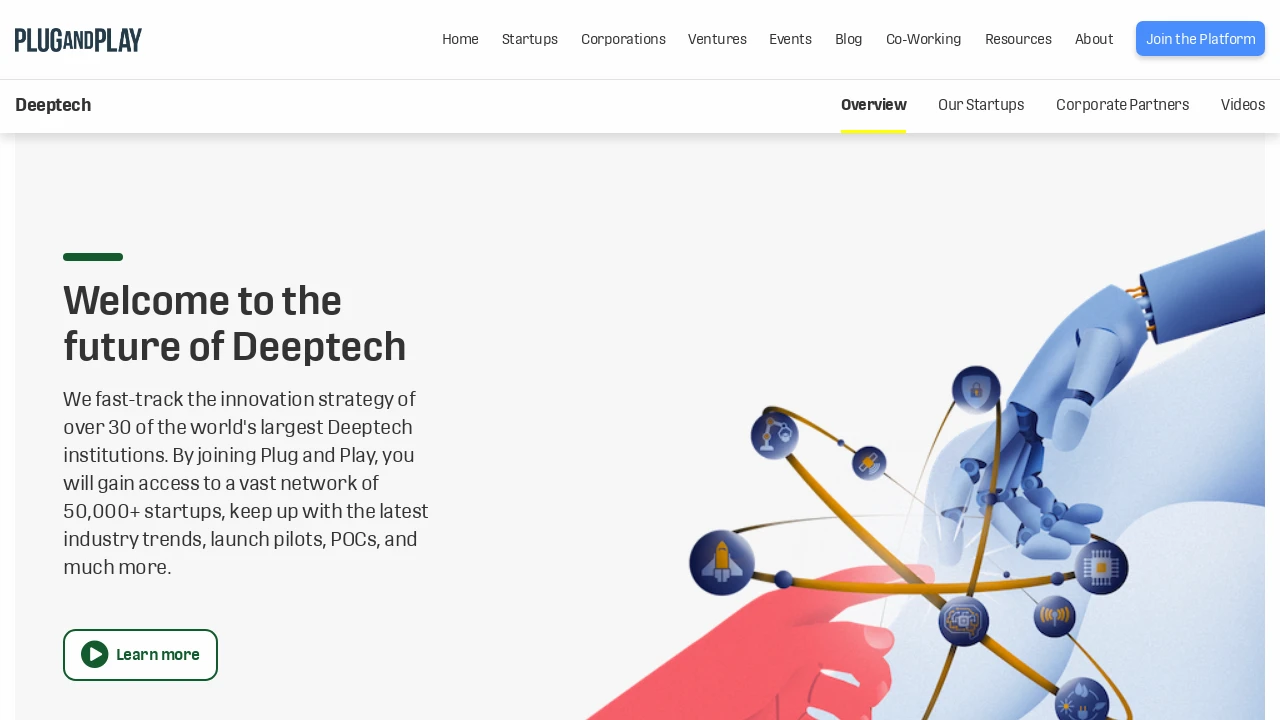 PLUGANDPLAY
Home Startups Corporations Ventures Events Blog Co-Working Resources About Join the Platform
Deeptech
Overview Our Startups Corporate Partners Videos
Welcome to the
future of Deeptech
We fast-track the innovation strategy of
over 30 of the world's largest Deeptech
institutions. By joining Plug and Play, you
will gain access to a vast network of
50,000+ startups, keep up with the latest
industry trends, launch pilots, POCs, and
much more.
Learn more